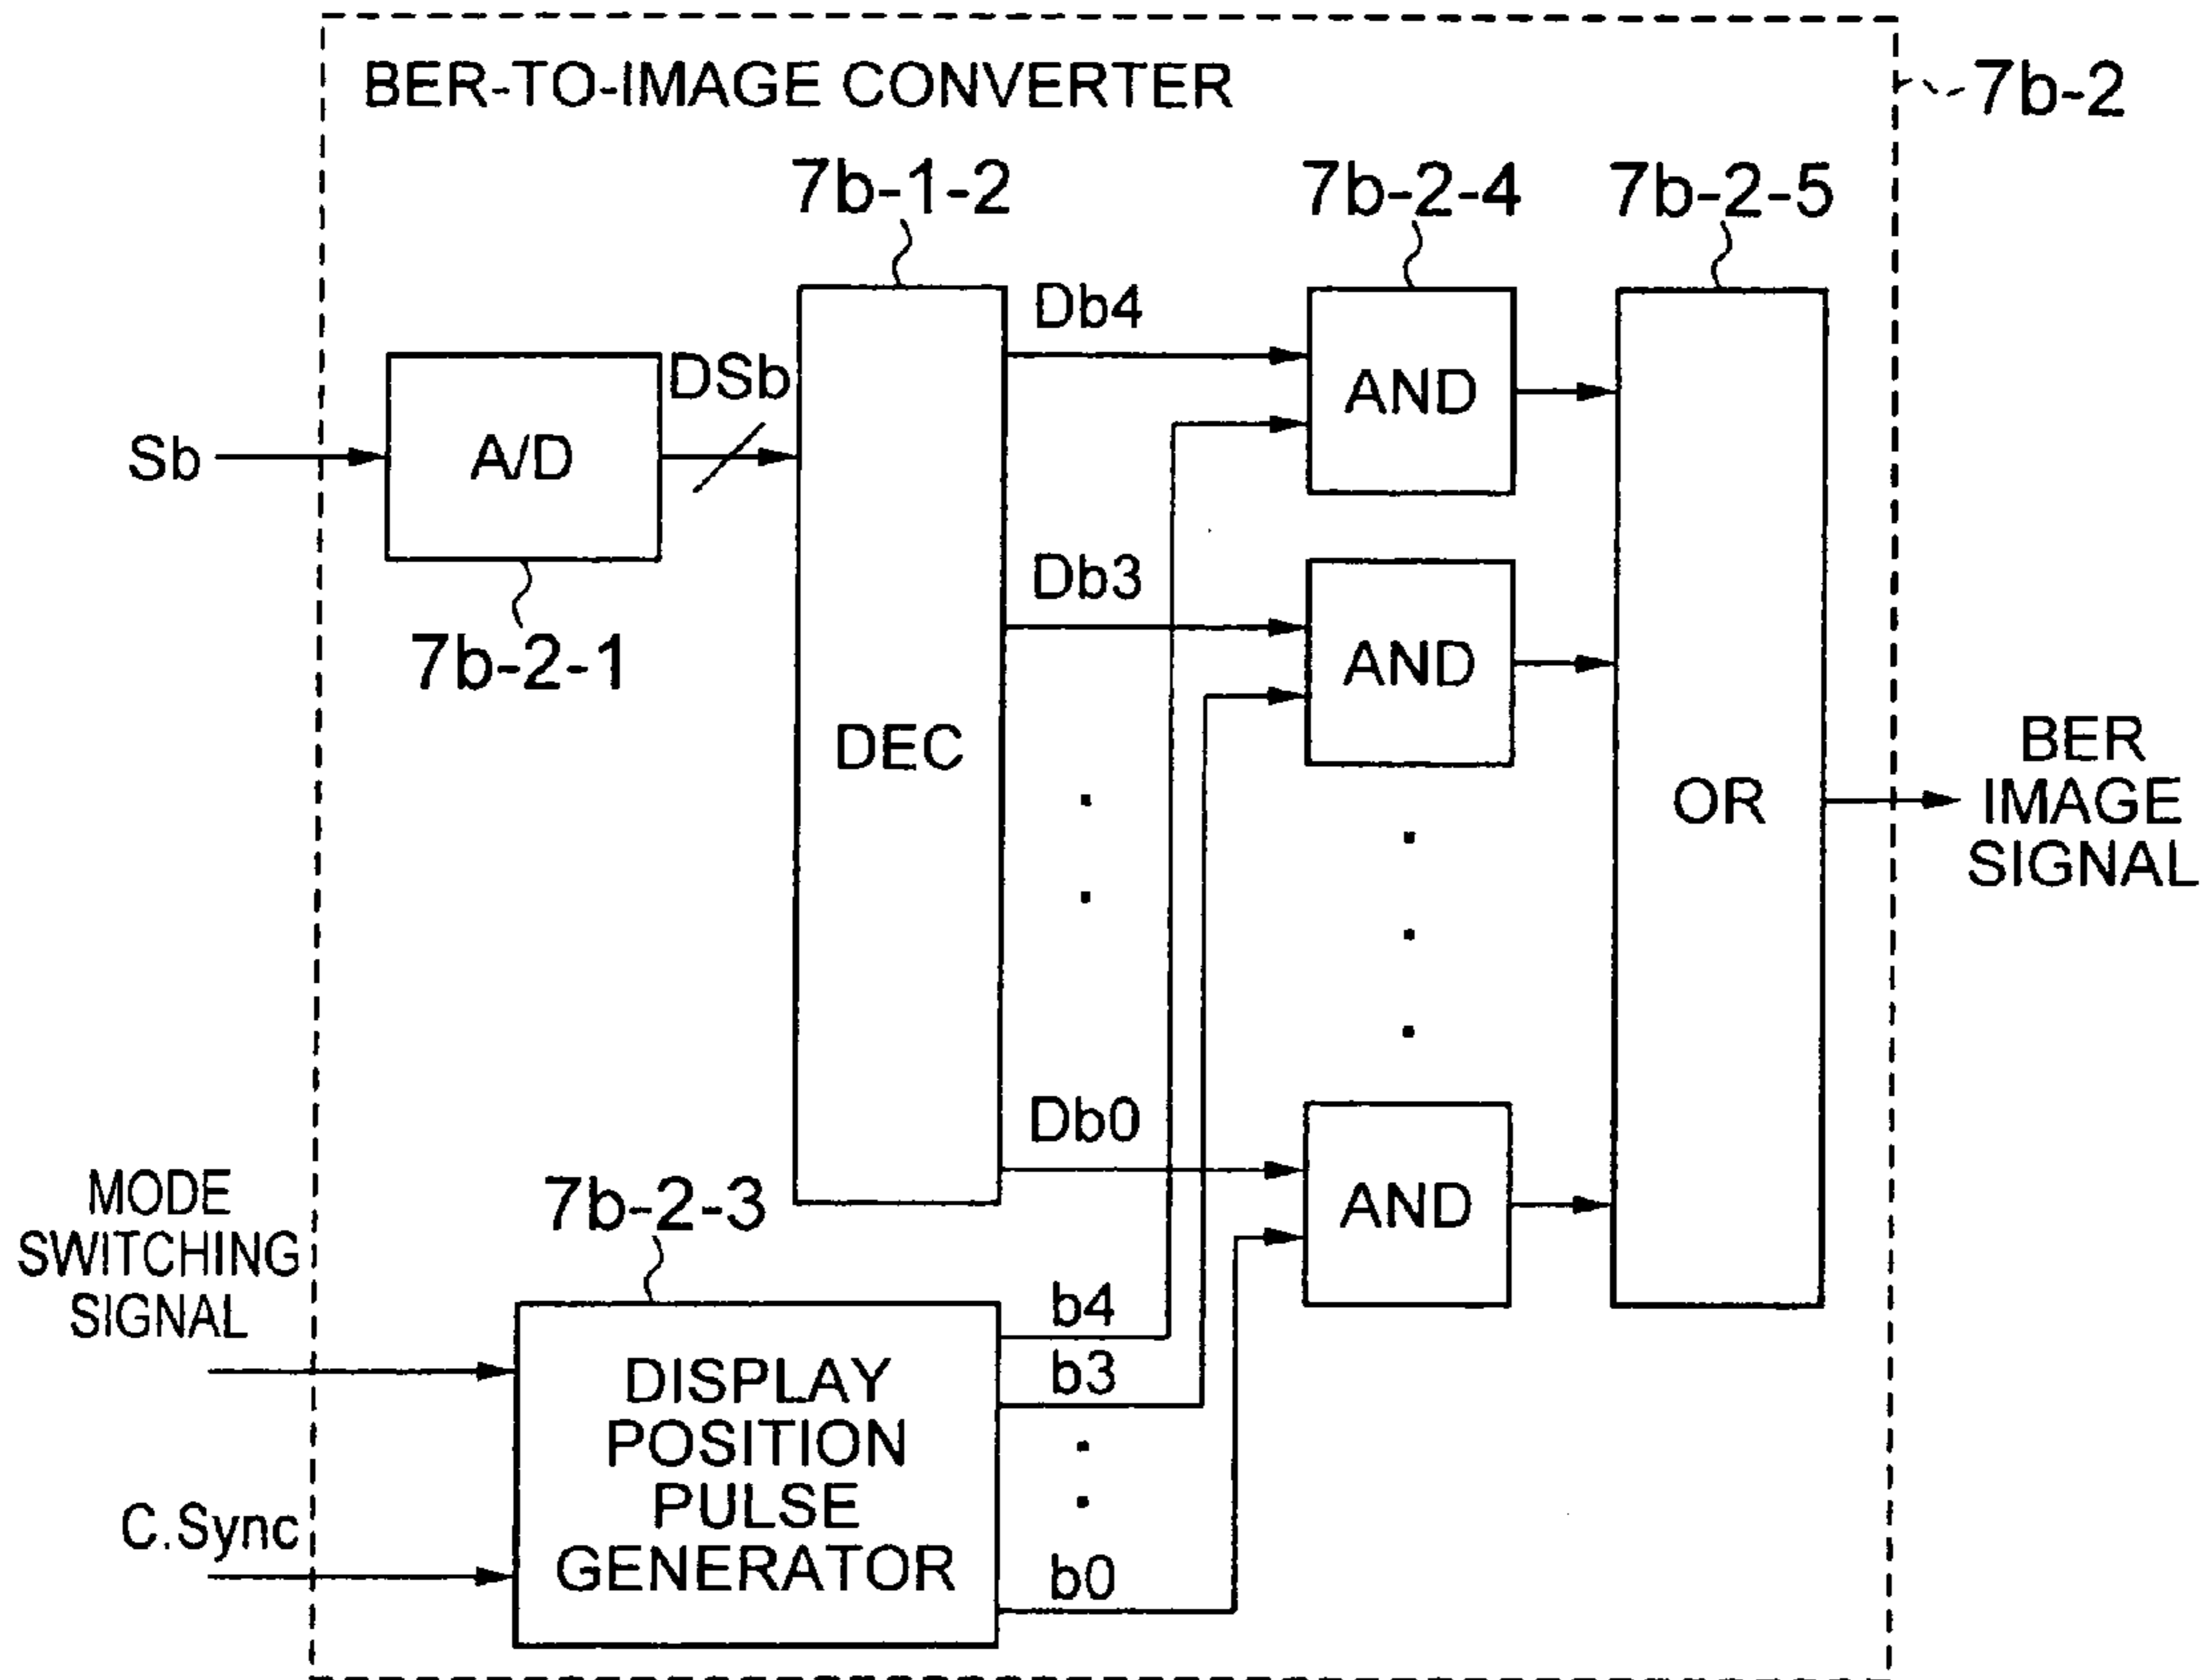 BER-TO-IMAGE CONVERTER
7b-2
7b-1-2
7b-2-4
7b-2-5
Sb
A/D
DSb
7b-2-1
DEC
Db4
Db3
Db0
AND
AND
AND
OR
BER
IMAGE
SIGNAL
MODE
SWITCHING
SIGNAL
C.Sync
7b-2-3
DISPLAY
POSITION
PULSE
GENERATOR
b4
b3
b0